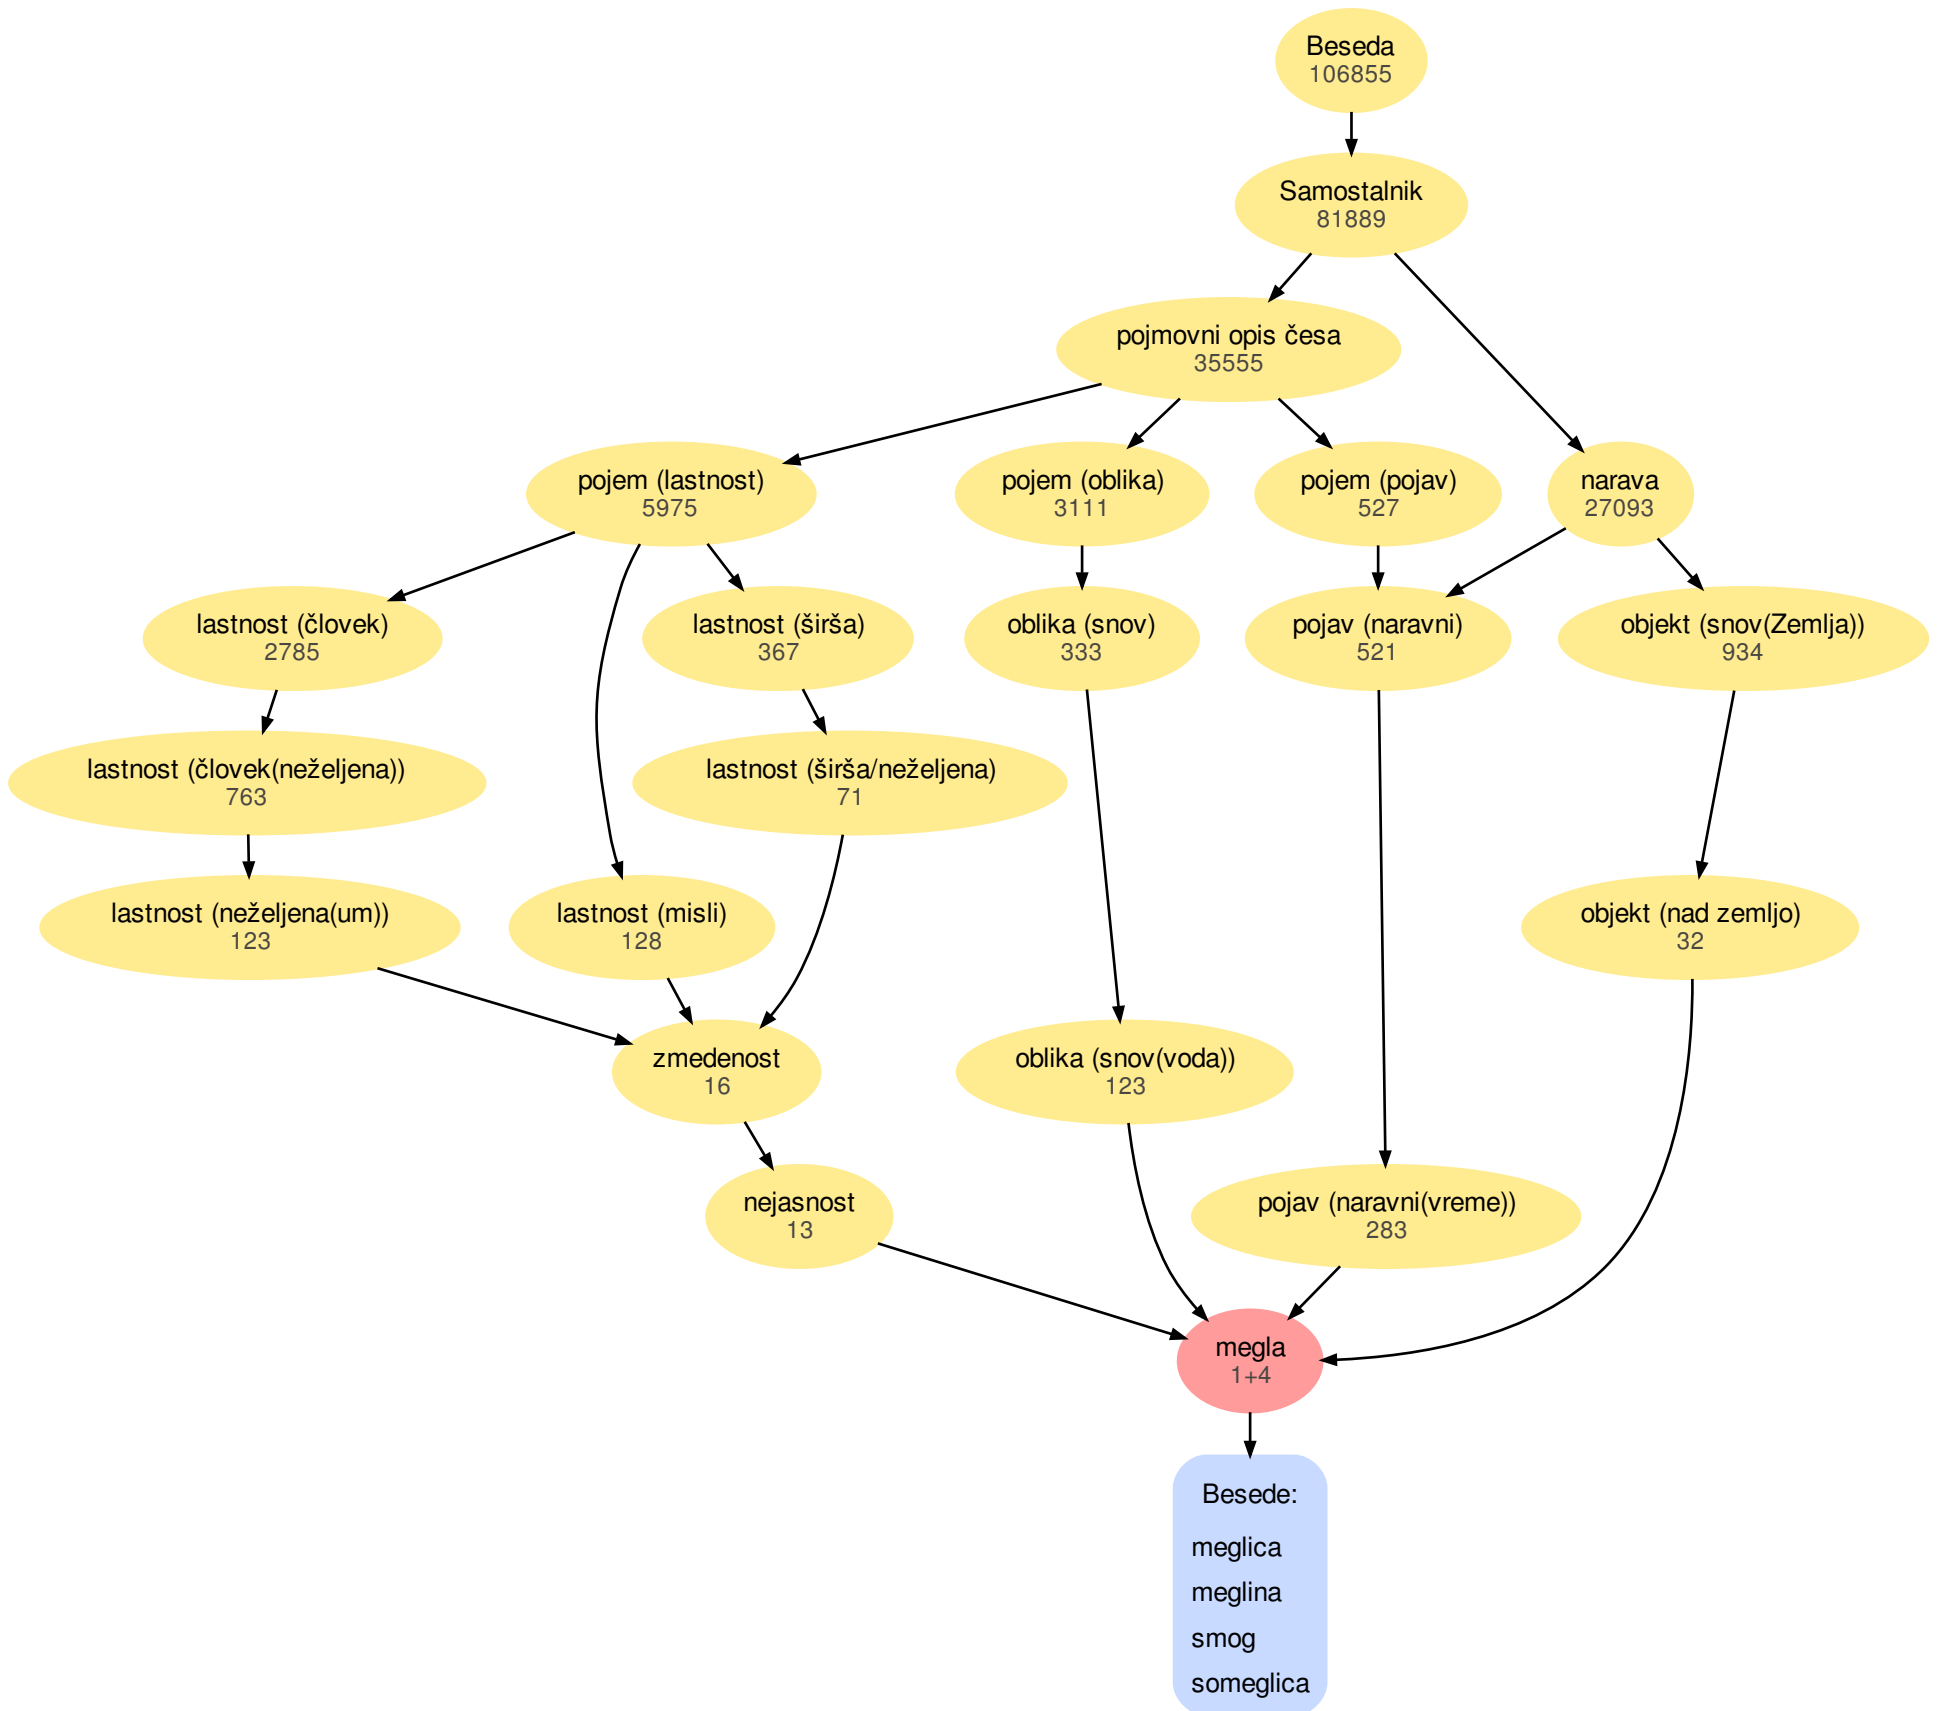 Beseda
106855
Samostalnik
81889
pojmovni opis česa
35555
pojem (lastnost)
5975
pojem (oblika)
3111
pojem (pojav)
527
narava
27093
lastnost (človek)
2785
lastnost (širša)
367
oblika (snov)
333
pojav (naravni)
521
objekt (snov(Zemlja))
934
lastnost (človek(neželjena))
763
lastnost (širša/neželjena)
71
lastnost (neželjena(um))
123
lastnost (misli)
128
objekt (nad zemljo)
32
zmedenost
16
oblika (snov(voda))
123
nejasnost
13
pojav (naravni(vreme))
283
megla
1+4
Besede:
meglica
meglina
smog
someglica